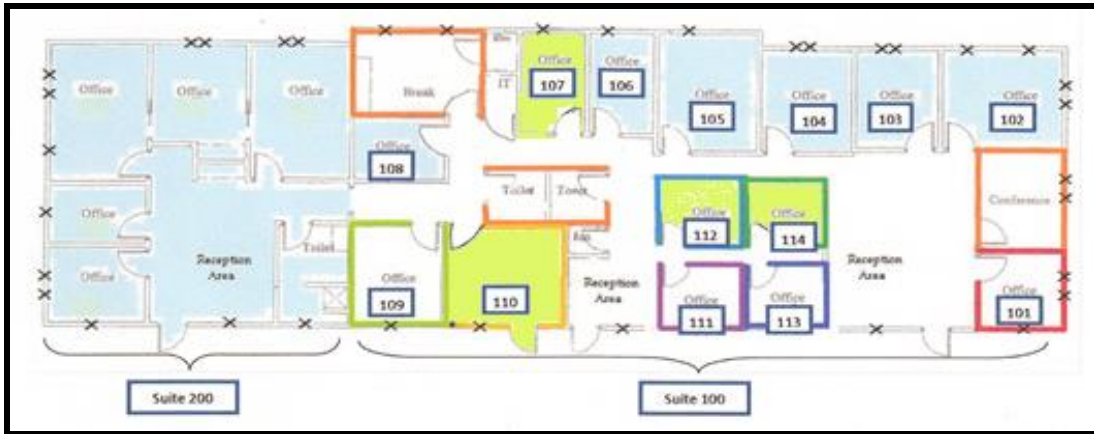 Office
Office
Office
Office
Office
Reception
Area
Toilet
Break
IT
Office
107
Office
106
Office
105
Office
104
Office
103
Office
102
Office
108
Toilet
Office
112
Office
114
Conference
Office
109
110
Reception
Area
Office
111
Office
113
Reception
Area
Office
101
Suite 200
Suite 100